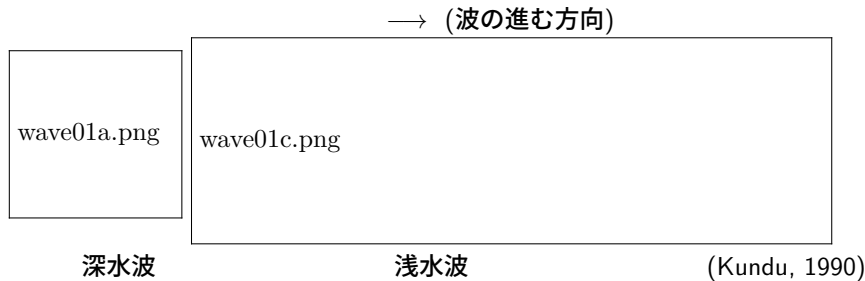 ⟶ (波の進む方向)
wave01a.png
wave01c.png
深水波 浅水波 (Kundu, 1990)